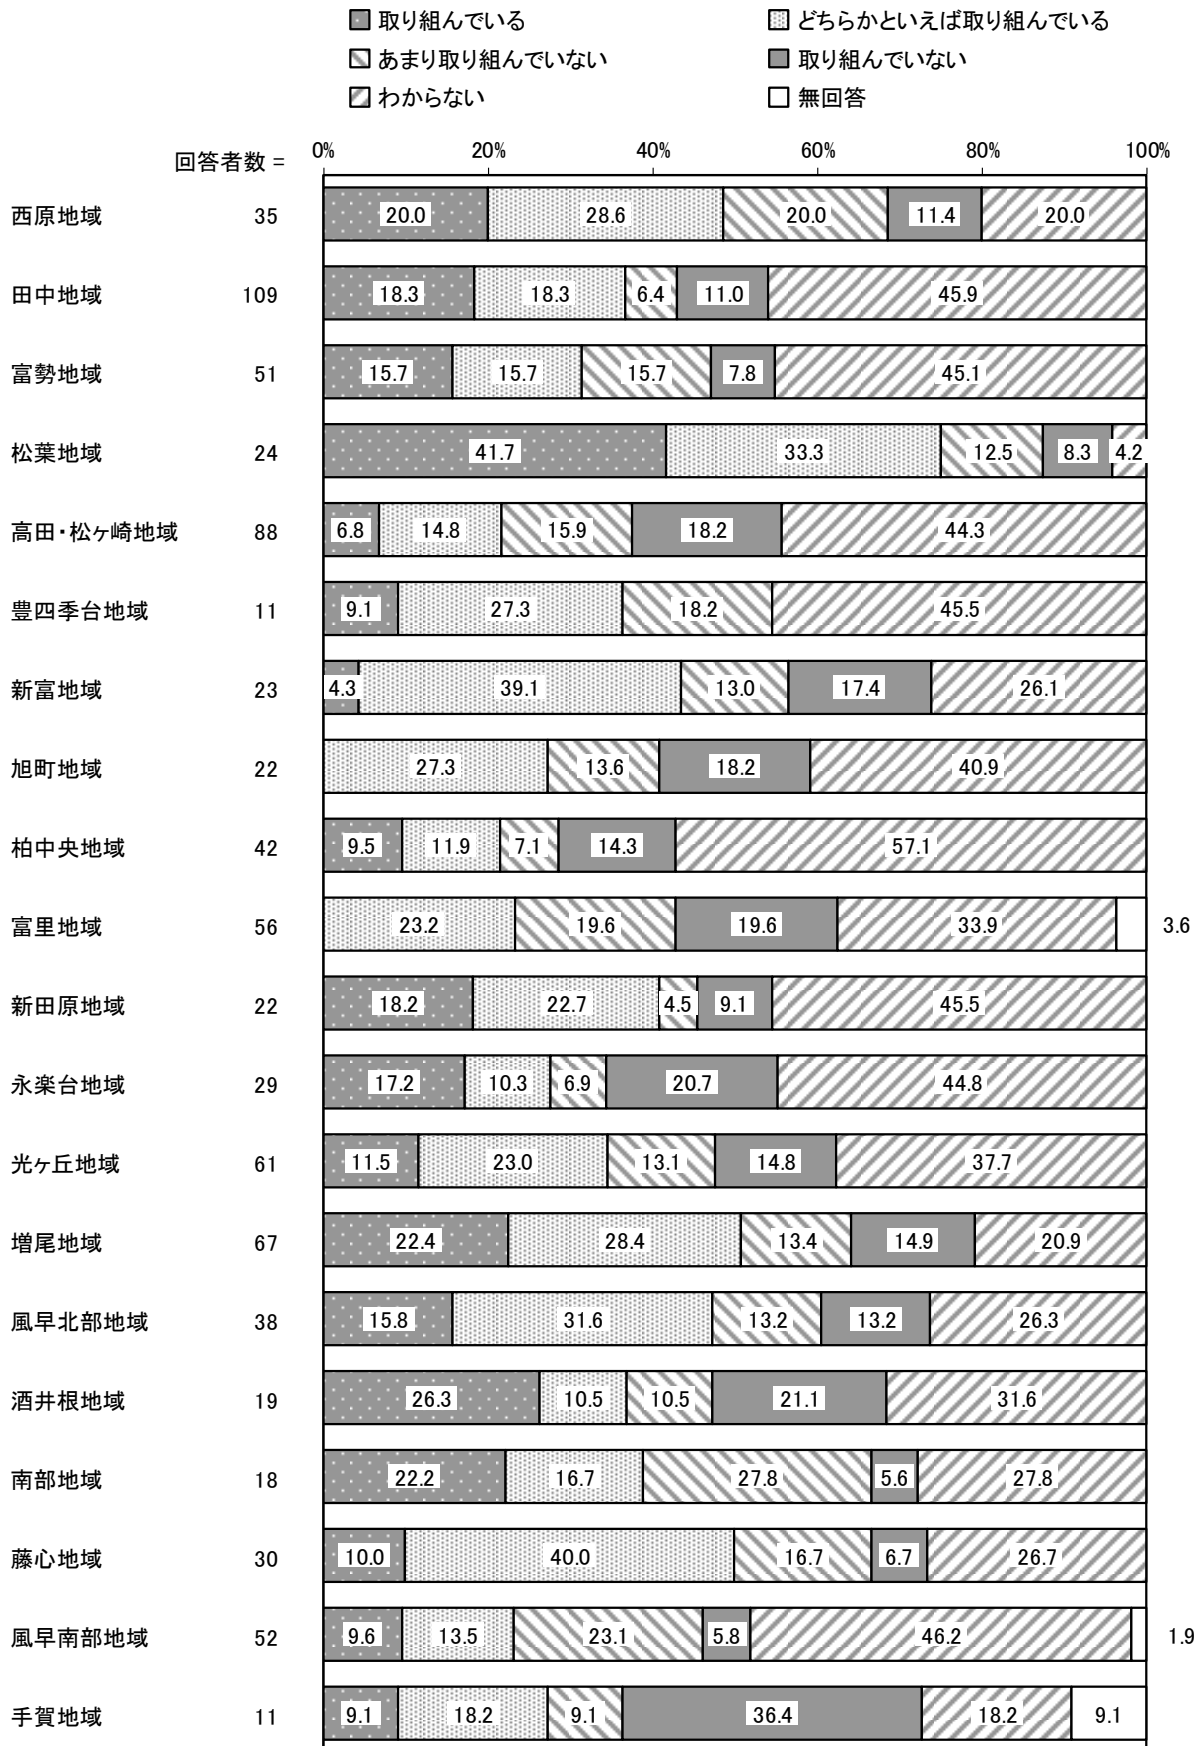 取り組んでいる どちらかといえば取り組んでいる
あまり取り組んでいない 取り組んでいない
わからない 無回答
回答者数 = 0% 20% 40% 60% 80% 100%
西原地域 35 20.0 28.6 20.0 11.4 20.0
田中地域 109 18.3 18.3 6.4 11.0 45.9
富勢地域 51 15.7 15.7 15.7 7.8 45.1
松葉地域 24 41.7 33.3 12.5 8.3 4.2
高田・松ヶ崎地域 88 6.8 14.8 15.9 18.2 44.3
豊四季台地域 11 9.1 27.3 18.2 45.5
新富地域 23 4.3 39.1 13.0 17.4 26.1
旭町地域 22 27.3 13.6 18.2 40.9
柏中央地域 42 9.5 11.9 7.1 14.3 57.1
富里地域 56 23.2 19.6 19.6 33.9 3.6
新田原地域 22 18.2 22.7 4.5 9.1 45.5
永楽台地域 29 17.2 10.3 6.9 20.7 44.8
光ヶ丘地域 61 11.5 23.0 13.1 14.8 37.7
増尾地域 67 22.4 28.4 13.4 14.9 20.9
風早北部地域 38 15.8 31.6 13.2 13.2 26.3
酒井根地域 19 26.3 10.5 10.5 21.1 31.6
南部地域 18 22.2 16.7 27.8 5.6 27.8
藤心地域 30 10.0 40.0 16.7 6.7 26.7
風早南部地域 52 9.6 13.5 23.1 5.8 46.2 1.9
手賀地域 11 9.1 18.2 9.1 36.4 18.2 9.1